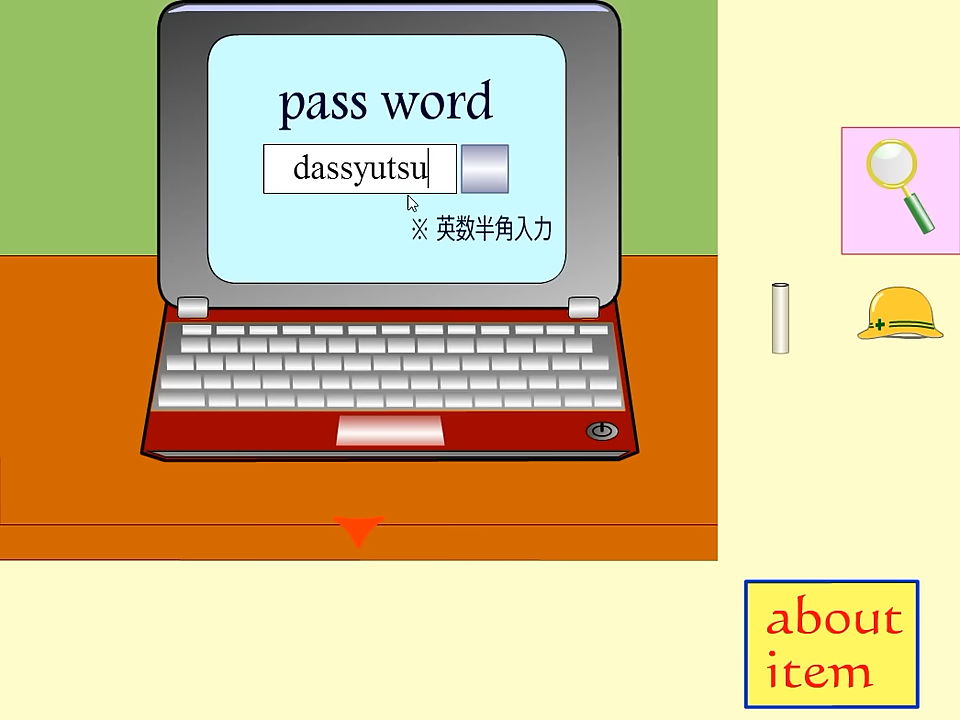 pass word
dassyutsu
※ 英数半角入力
about
item